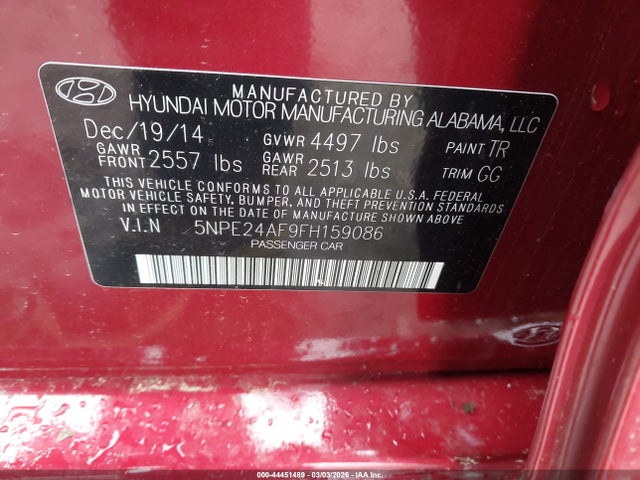 MANUFACTURED BY
HYUNDAI MOTOR MANUFACTURING ALABAMA, LLC
Dec/19/14 GVWR 4497 lbs PAINT TR
GAWR FRONT 2557 lbs GAWR REAR 2513 lbs TRIM GG
THIS VEHICLE CONFORMS TO ALL APPLICABLE U.S.A. FEDERAL
MOTOR VEHICLE SAFETY, BUMPER, AND THEFT PREVENTION STANDARDS
IN EFFECT ON THE DATE OF MANUFACTURE SHOWN ABOVE
V.I.N 5NPE24AF9FH159086
PASSENGER CAR
000-44451489 - 03/03/2026 - IAA Inc.